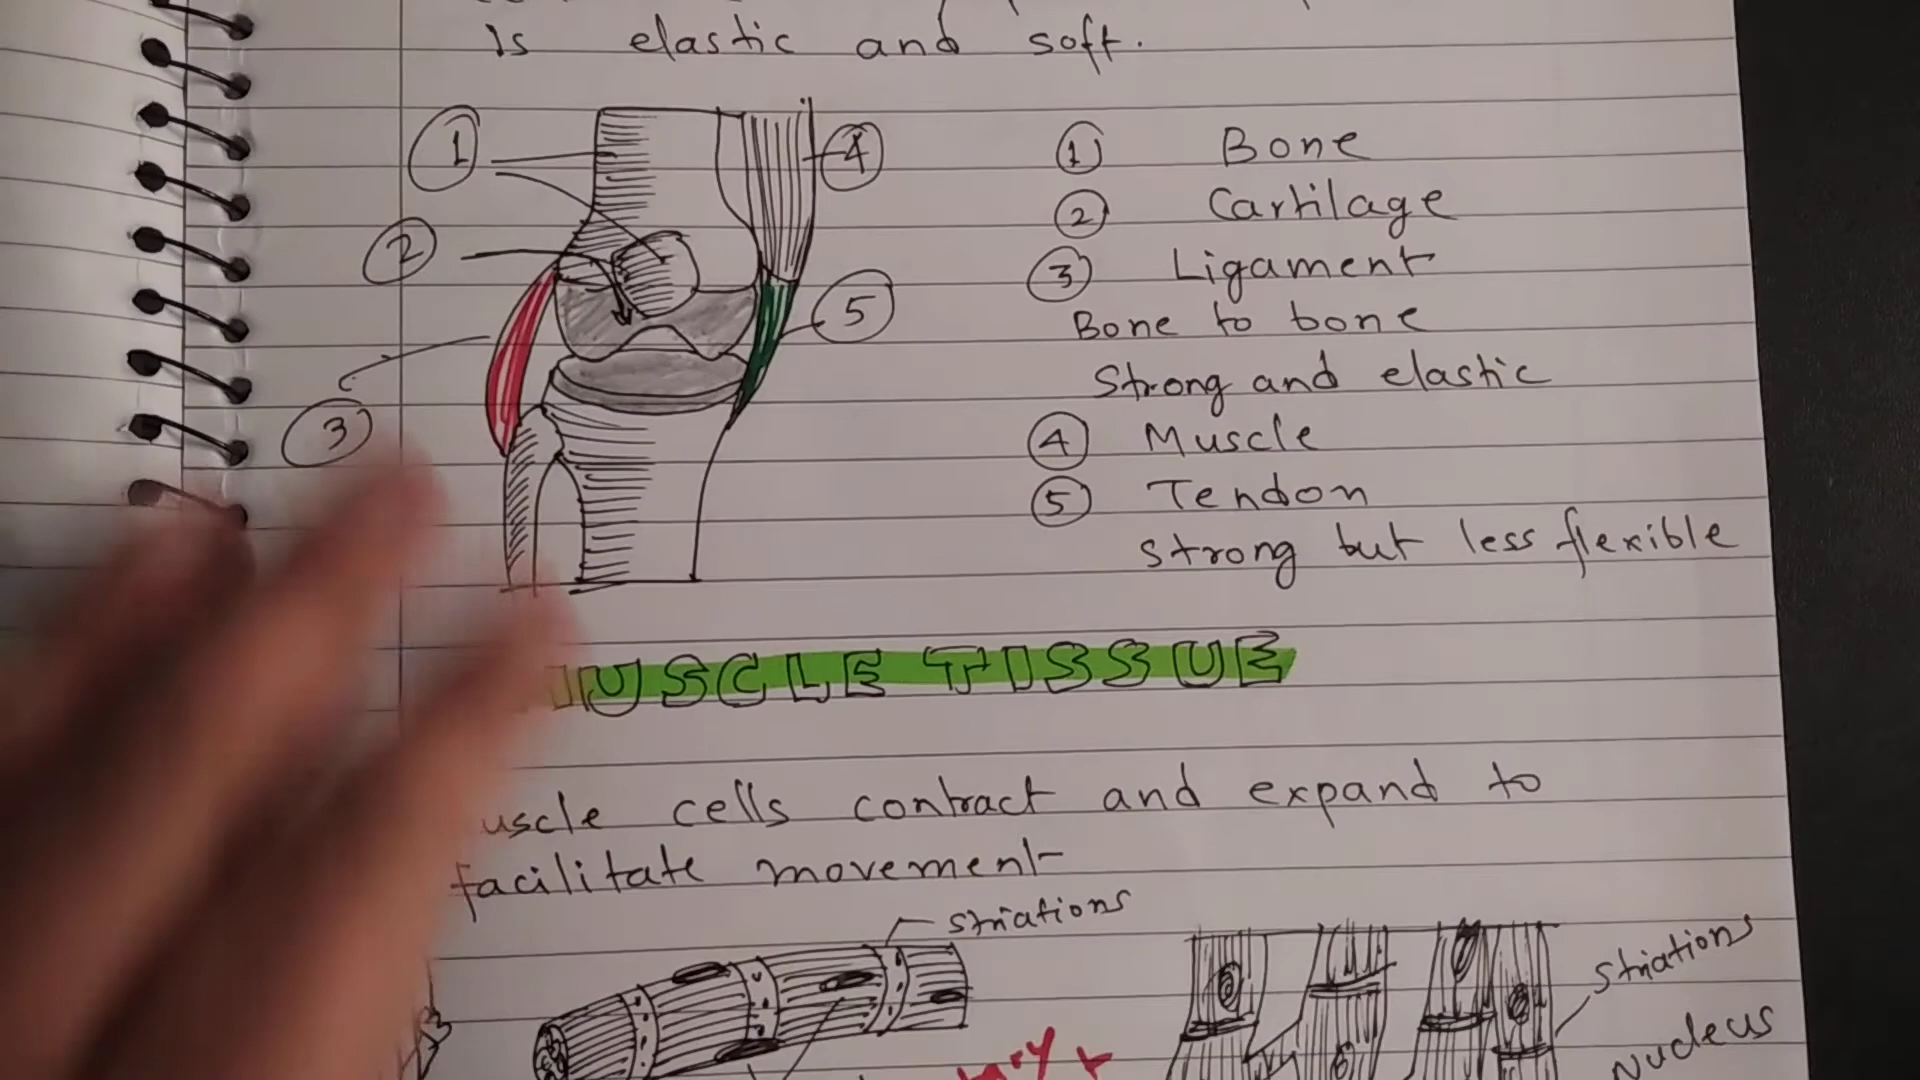 is elastic and soft.
1
4
2
5
3
1 Bone
2 Cartilage
3 Ligament
Bone to bone
Strong and elastic
4 Muscle
5 Tendon
strong but less flexible
MUSCLE TISSUE
uscle cells contract and expand to
facilitate movement
striations
striations
Nucleus